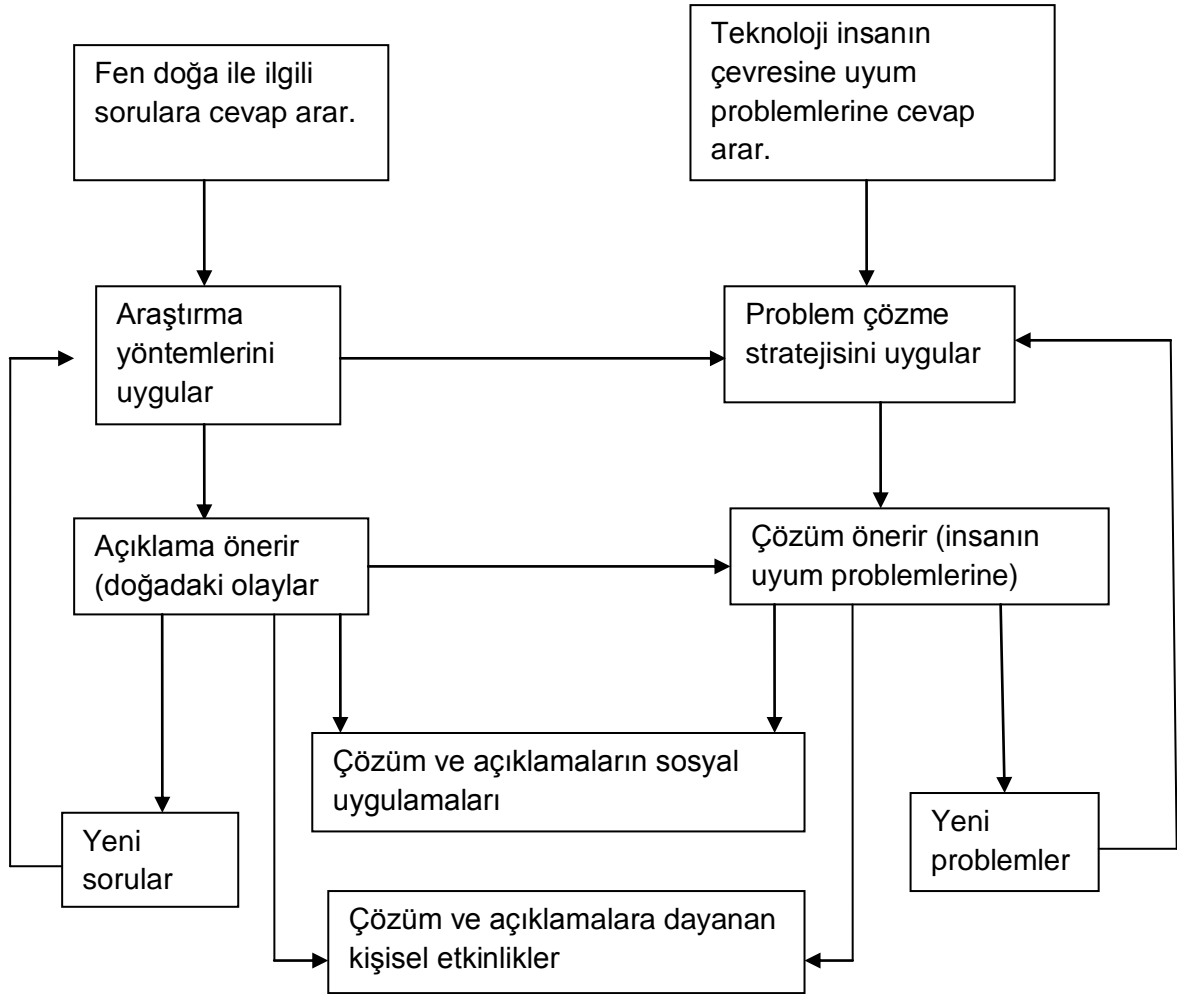 Fen doğa ile ilgili
sorulara cevap arar.
Teknoloji insanın
çevresine uyum
problemlerine cevap
arar.
Araştırma
yöntemlerini
uygular
Problem çözme
stratejisini uygular
Açıklama önerir
(doğadaki olaylar
Çözüm önerir (insanın
uyum problemlerine)
Çözüm ve açıklamaların sosyal
uygulamaları
Yeni
sorular
Yeni
problemler
Çözüm ve açıklamalara dayanan
kişisel etkinlikler